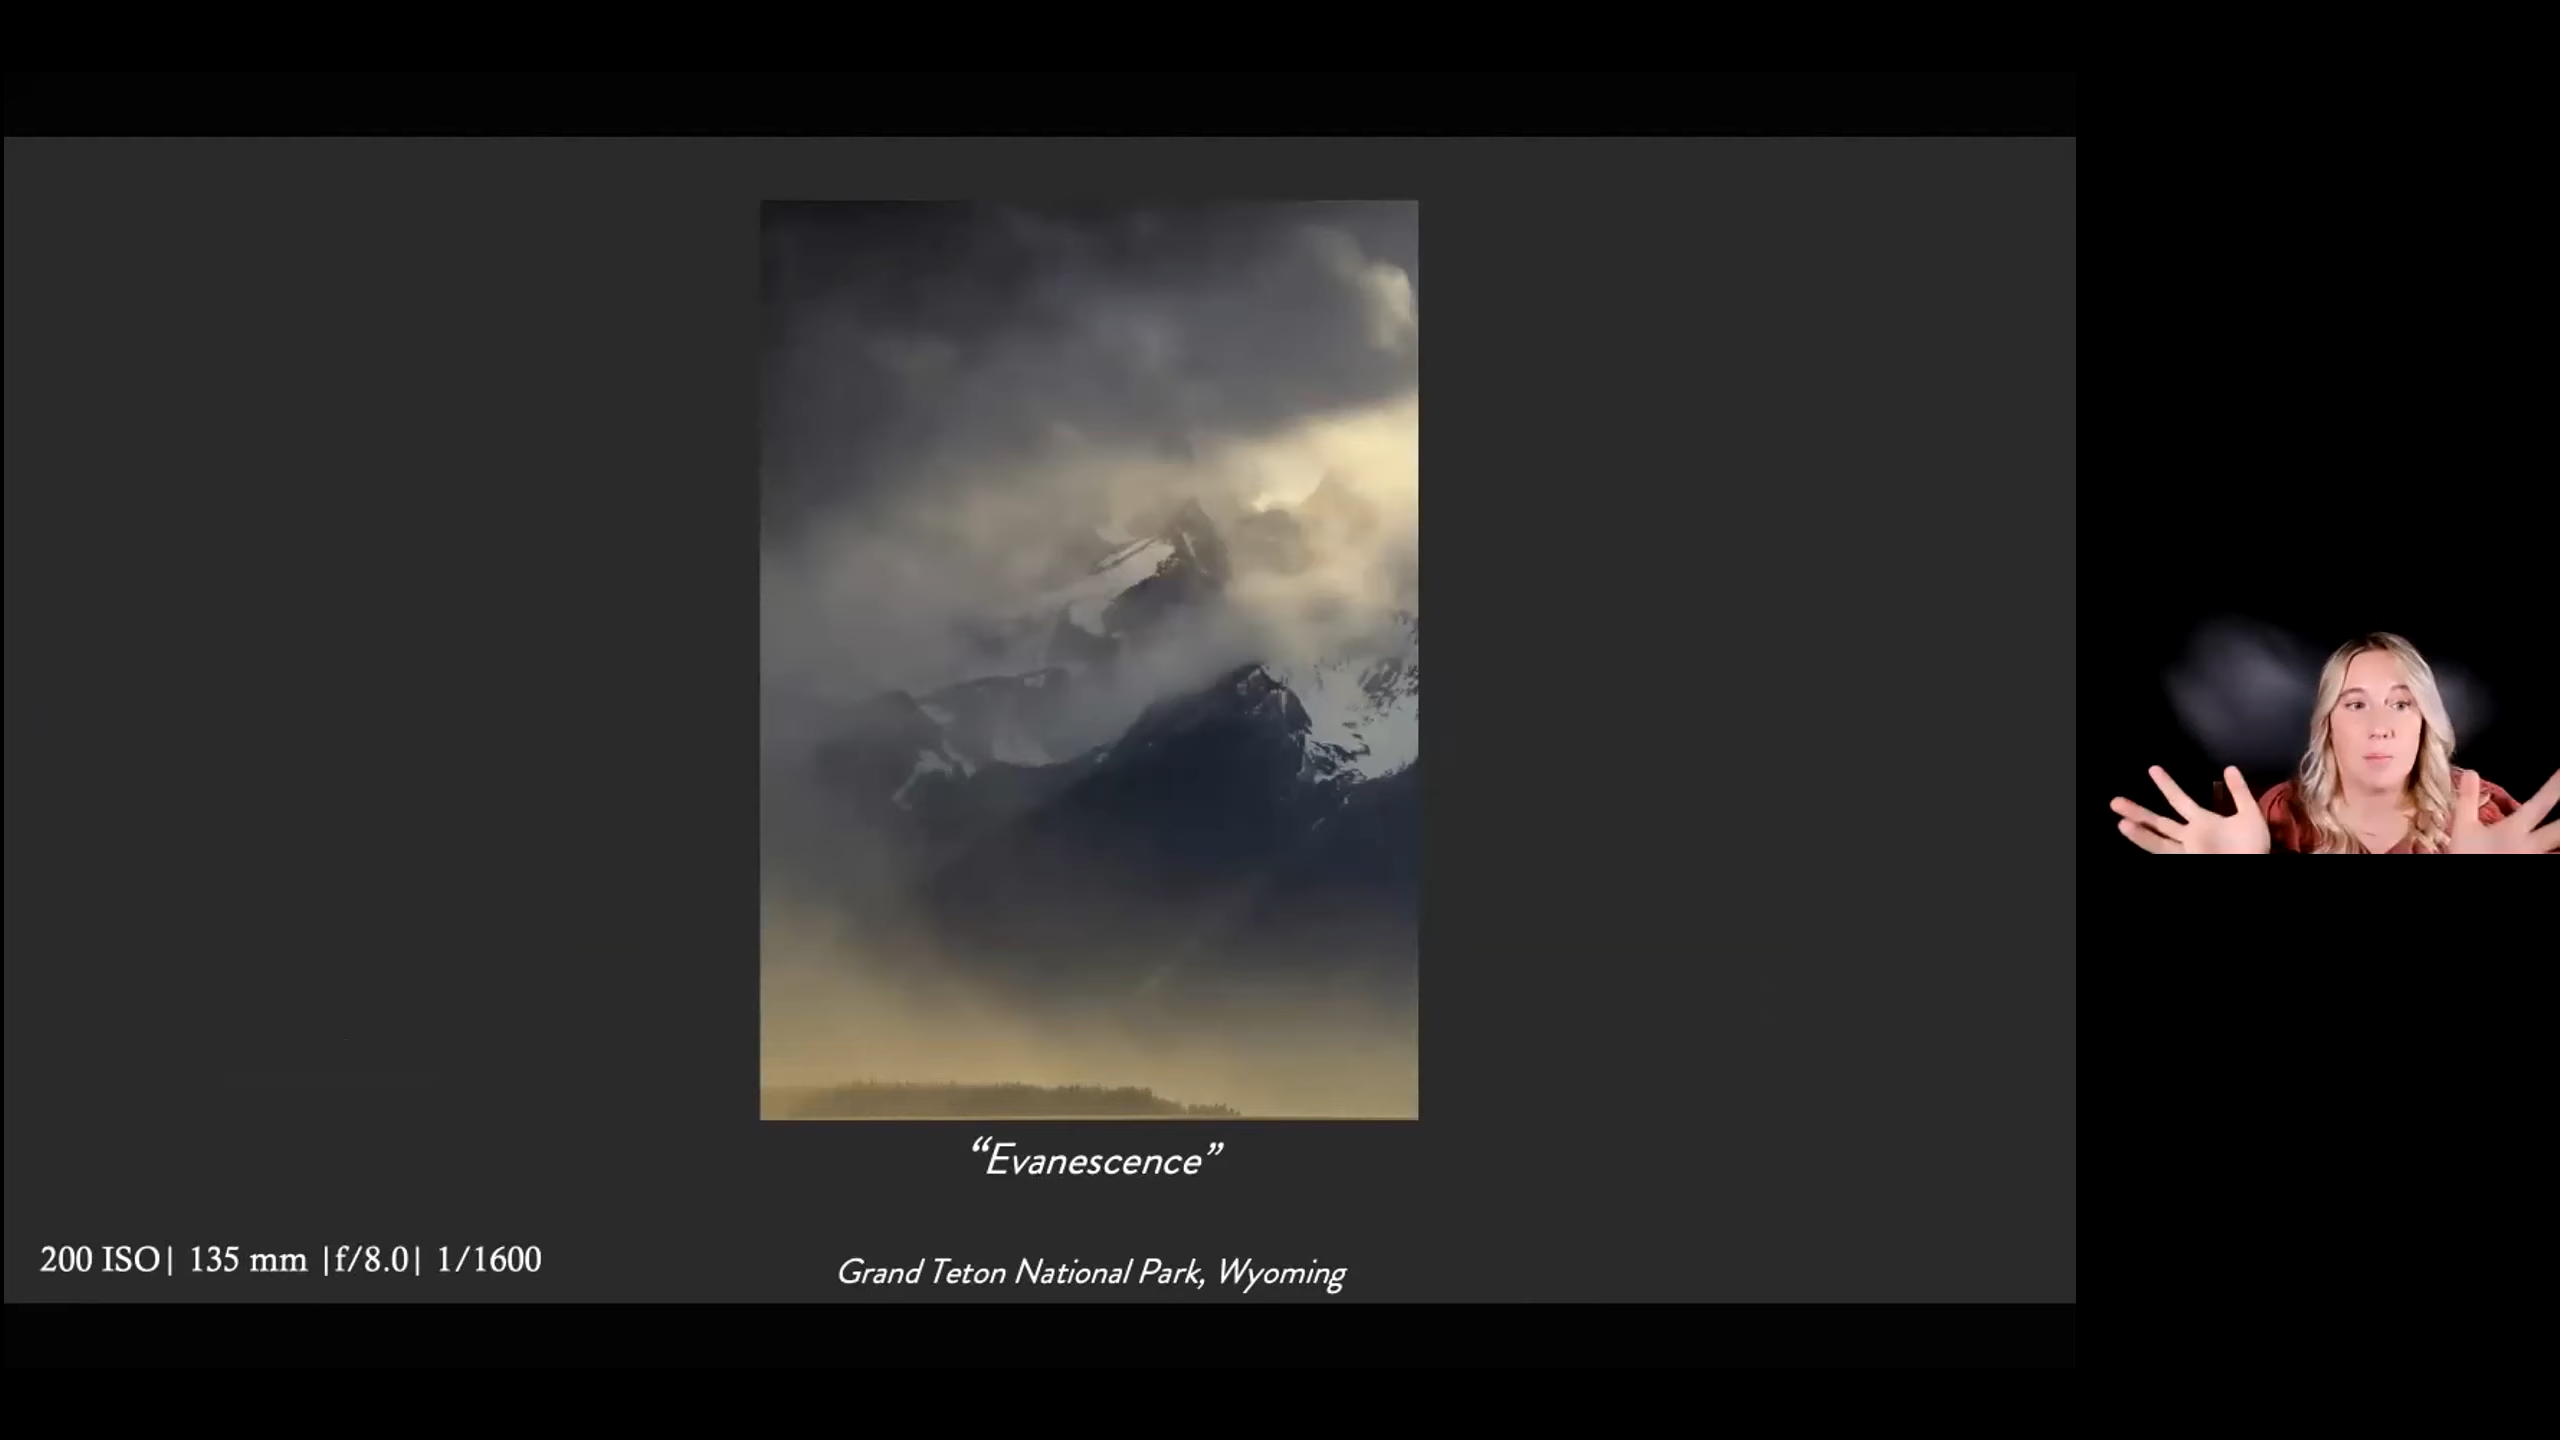 “Evanescence”
200 ISO| 135 mm |f/8.0| 1/1600
Grand Teton National Park, Wyoming